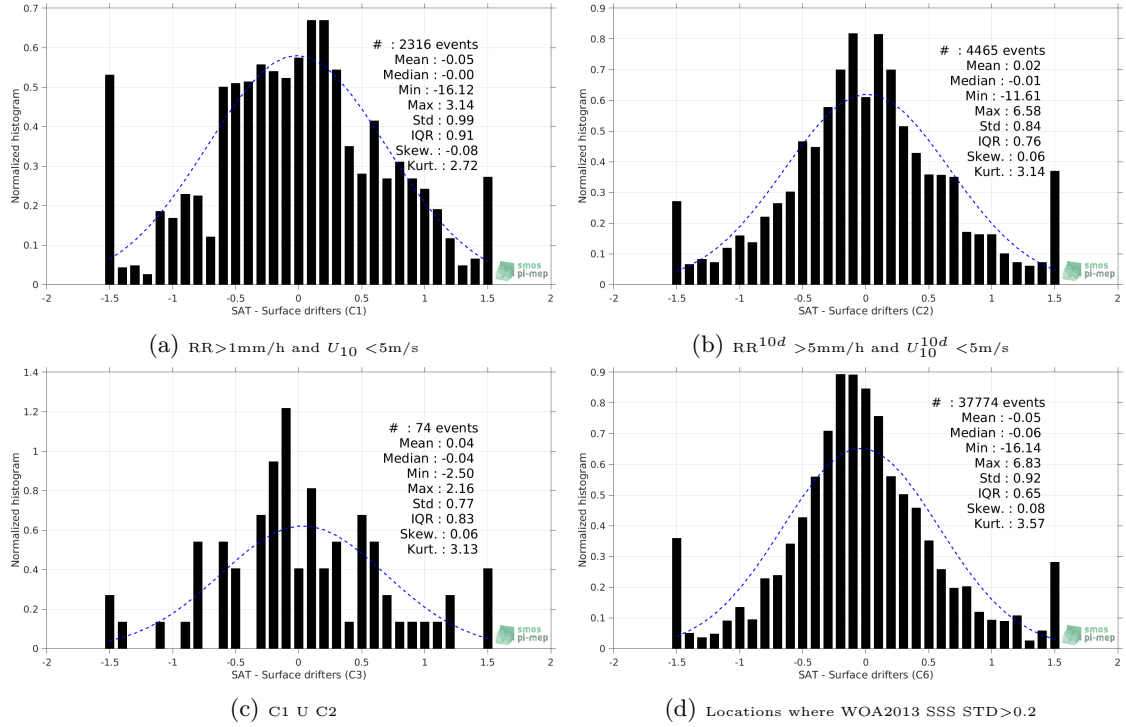 0.7
0.6
0.5
0.4
0.3
0.2
0.1
0
Normalized histogram
# : 2316 events
Mean : -0.05
Median : -0.00
Min : -16.12
Max : 3.14
Std : 0.99
IQR : 0.91
Skew. : -0.08
Kurt. : 2.72
smos
pi-mep
-2 -1.5 -1 -0.5 0 0.5 1 1.5 2
SAT - Surface drifters (C1)
(a) RR>1mm/h and U10 <5m/s
0.9
0.8
0.7
0.6
0.5
0.4
0.3
0.2
0.1
0
Normalized histogram
# : 4465 events
Mean : 0.02
Median : -0.01
Min : -11.61
Max : 6.58
Std : 0.84
IQR : 0.76
Skew. : 0.06
Kurt. : 3.14
smos
pi-mep
-2 -1.5 -1 -0.5 0 0.5 1 1.5 2
SAT - Surface drifters (C2)
(b) RR10d >5mm/h and U10d10 <5m/s
1.4
1.2
1
0.8
0.6
0.4
0.2
0
Normalized histogram
# : 74 events
Mean : 0.04
Median : -0.04
Min : -2.50
Max : 2.16
Std : 0.77
IQR : 0.83
Skew. : 0.06
Kurt. : 3.13
smos
pi-mep
-2 -1.5 -1 -0.5 0 0.5 1 1.5 2
SAT - Surface drifters (C3)
(c) C1 U C2
0.9
0.8
0.7
0.6
0.5
0.4
0.3
0.2
0.1
0
Normalized histogram
# : 37774 events
Mean : -0.05
Median : -0.06
Min : -16.14
Max : 6.83
Std : 0.92
IQR : 0.65
Skew. : 0.08
Kurt. : 3.57
smos
pi-mep
-2 -1.5 -1 -0.5 0 0.5 1 1.5 2
SAT - Surface drifters (C6)
(d) Locations where WOA2013 SSS STD>0.2